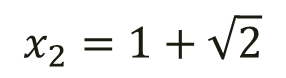 x₂ = 1 + √2